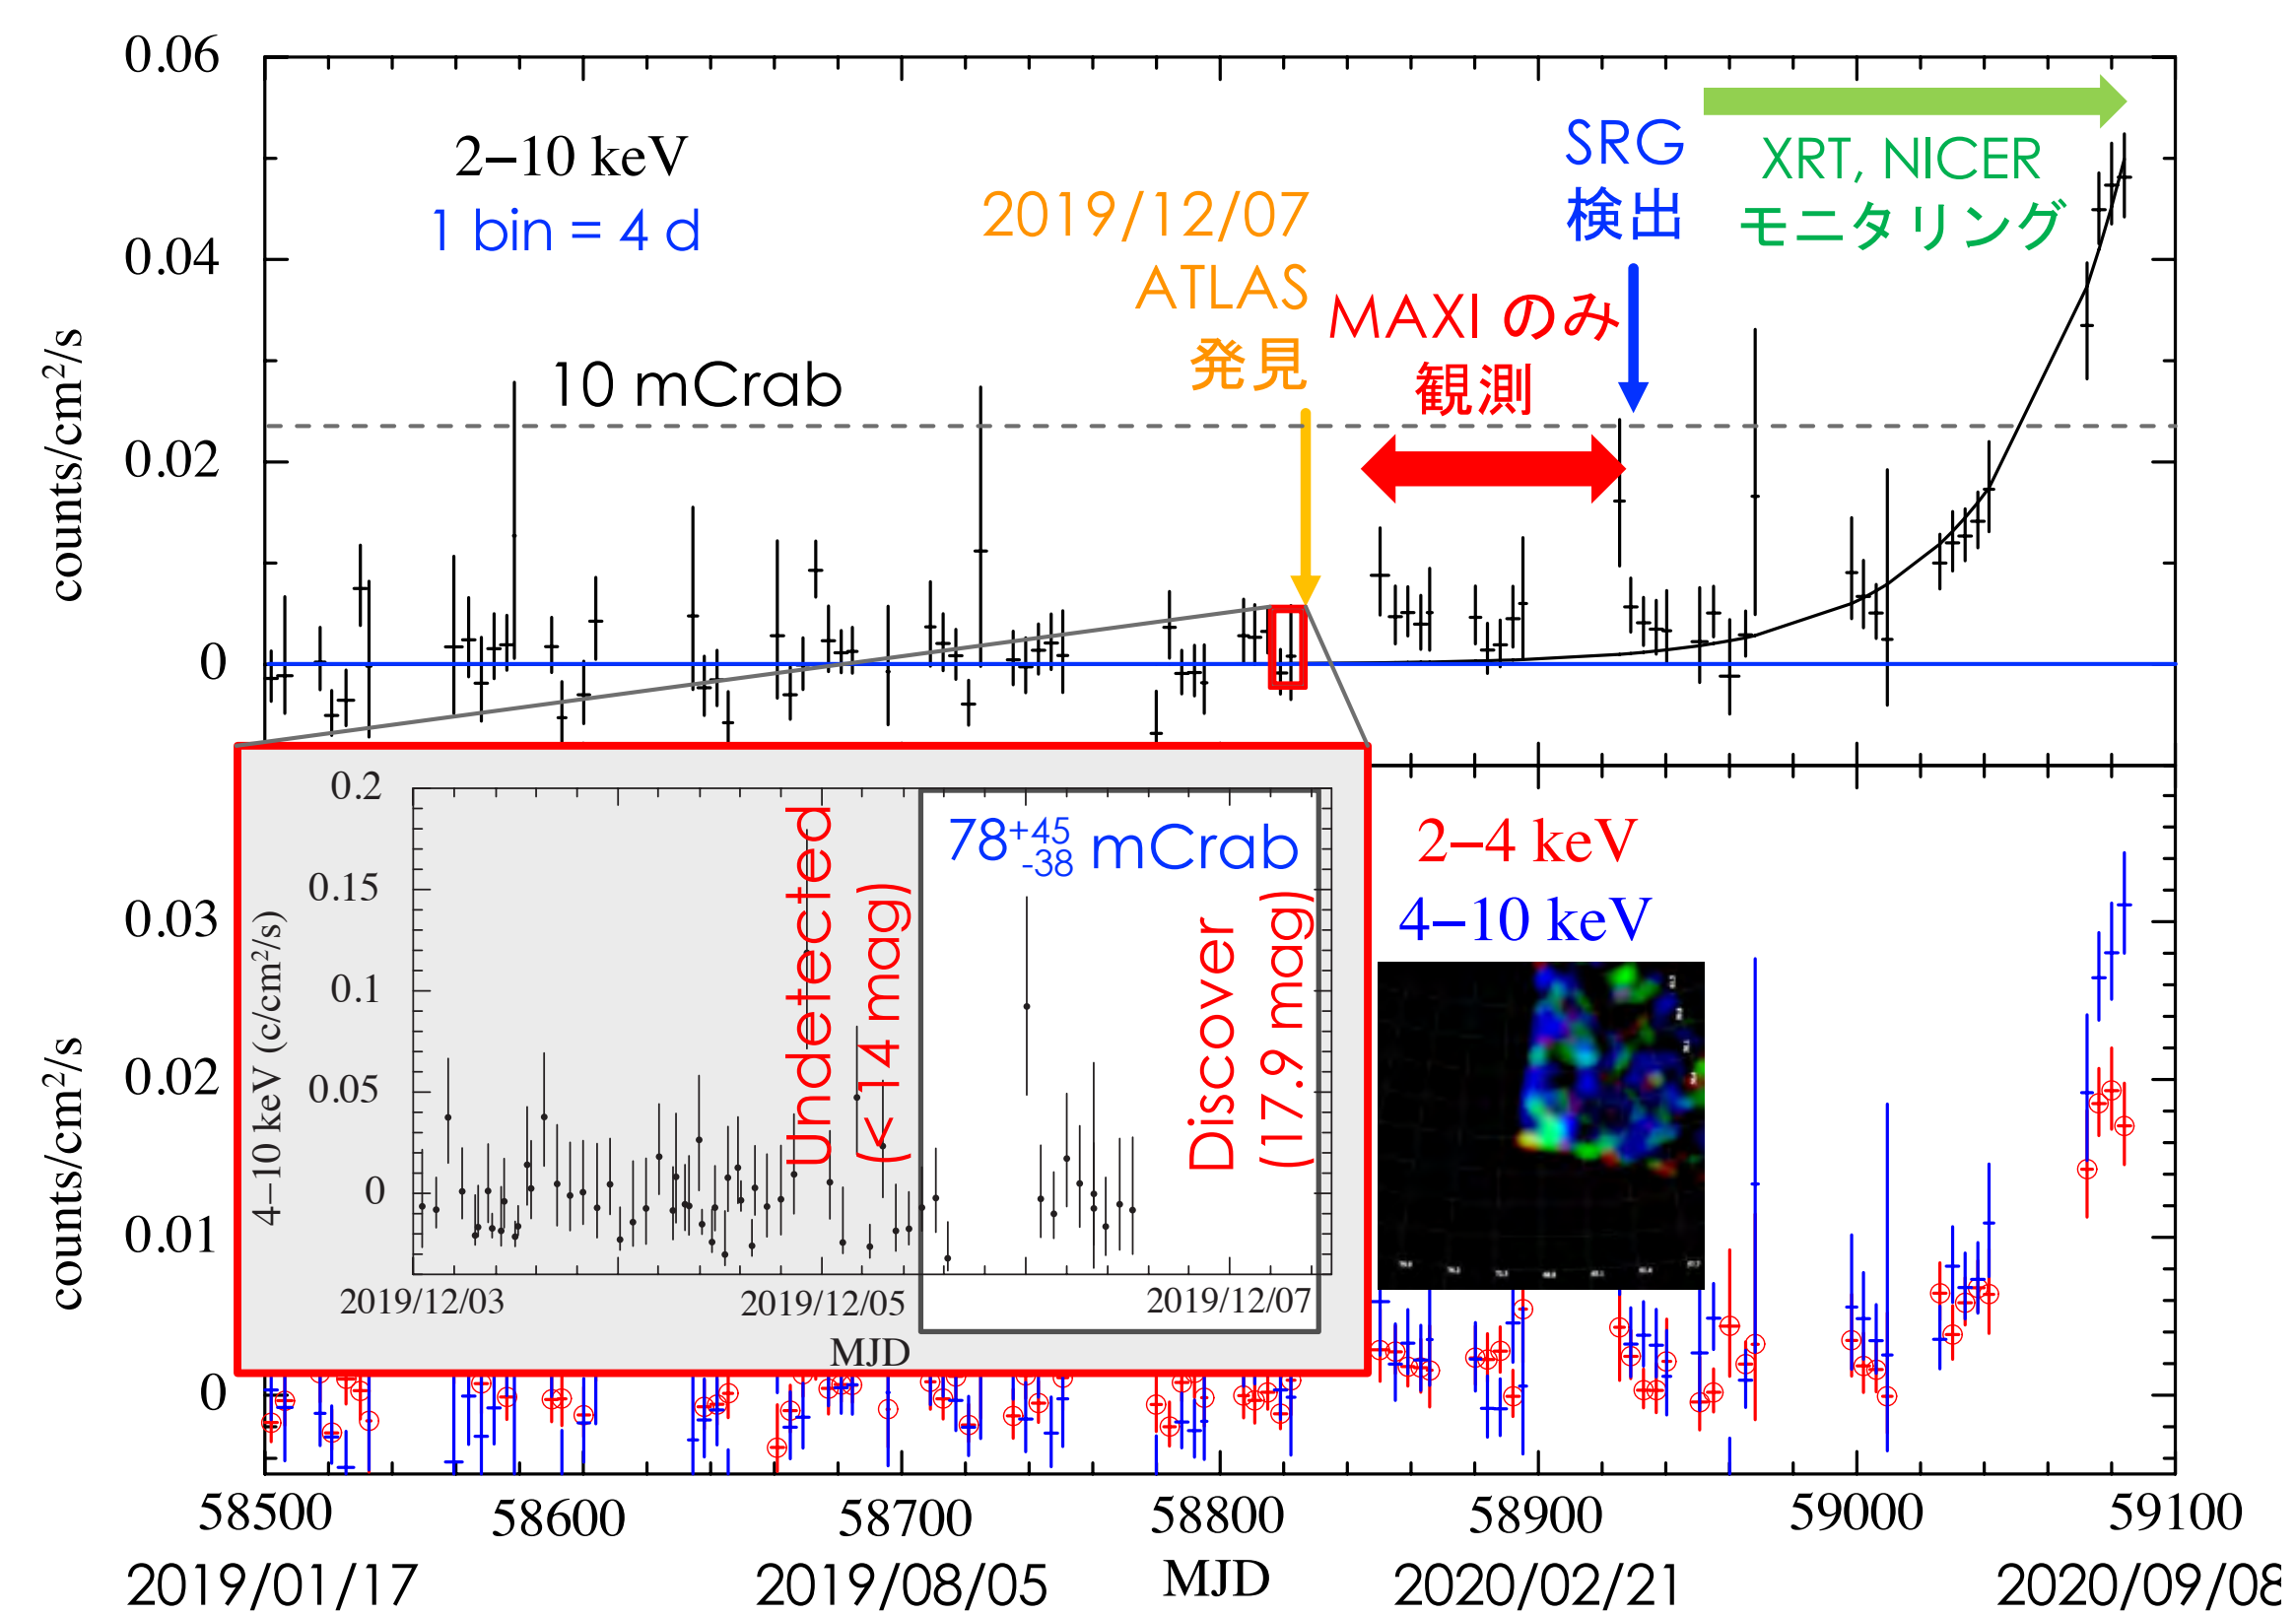 0.06
0.04
0.02
0
counts/cm²/s
2–10 keV
1 bin = 4 d
10 mCrab
2019/12/07
ATLAS
発見
MAXI のみ
観測
SRG
検出
XRT, NICER
モニタリング
0.03
0.02
0.01
0
counts/cm²/s
2–4 keV
4–10 keV
0.2
0.15
0.1
0.05
0
4–10 keV (c/cm²/s)
Undetected
(<14 mag)
78+45-38 mCrab
Discover
(17.9 mag)
2019/12/03
2019/12/05
2019/12/07
MJD
58500
58600
58700
58800
58900
59000
59100
2019/01/17
2019/08/05
MJD
2020/02/21
2020/09/08